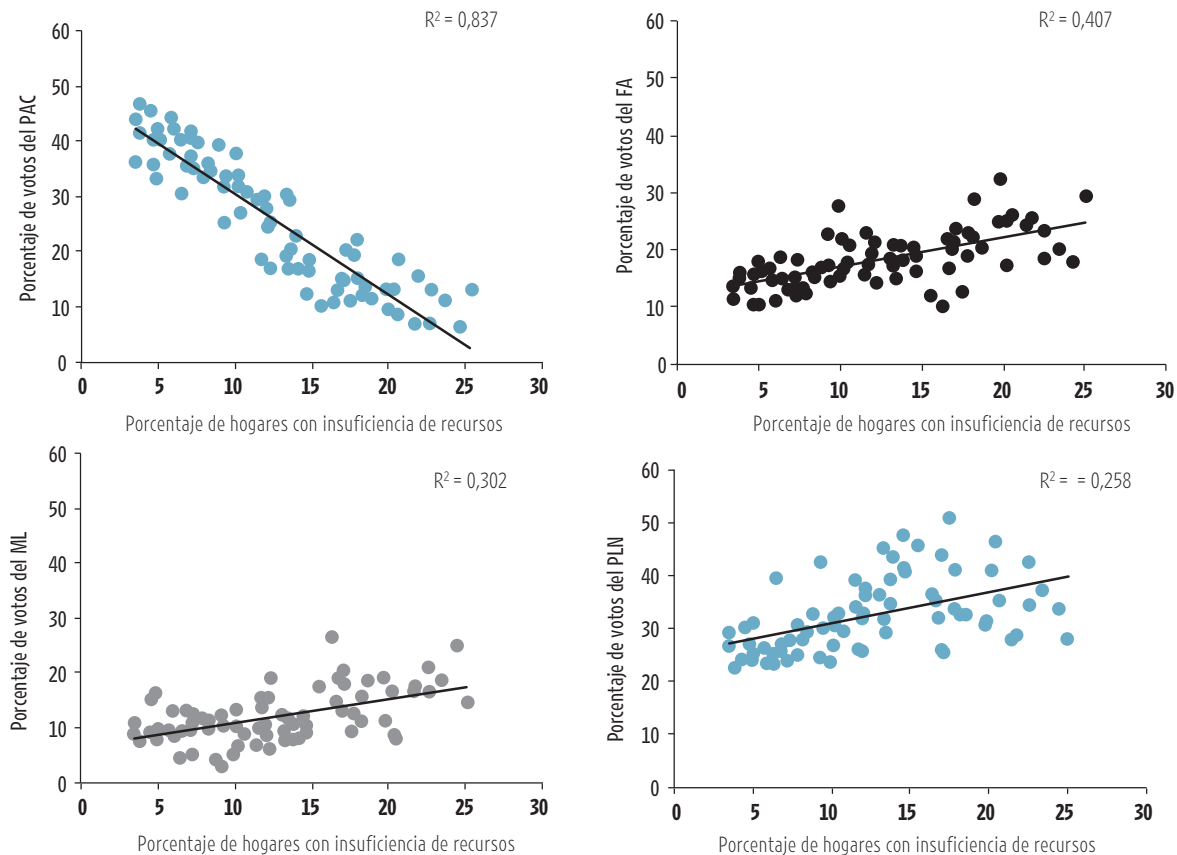 R² = 0,837
Porcentaje de votos del PAC
60
50
40
30
20
10
0
0 5 10 15 20 25 30
Porcentaje de hogares con insuficiencia de recursos
R² = 0,407
Porcentaje de votos del FA
60
50
40
30
20
10
0
0 5 10 15 20 25 30
Porcentaje de hogares con insuficiencia de recursos
R² = 0,302
Porcentaje de votos del ML
60
50
40
30
20
10
0
0 5 10 15 20 25 30
Porcentaje de hogares con insuficiencia de recursos
R² = = 0,258
Porcentaje de votos del PLN
60
50
40
30
20
10
0
0 5 10 15 20 25 30
Porcentaje de hogares con insuficiencia de recursos